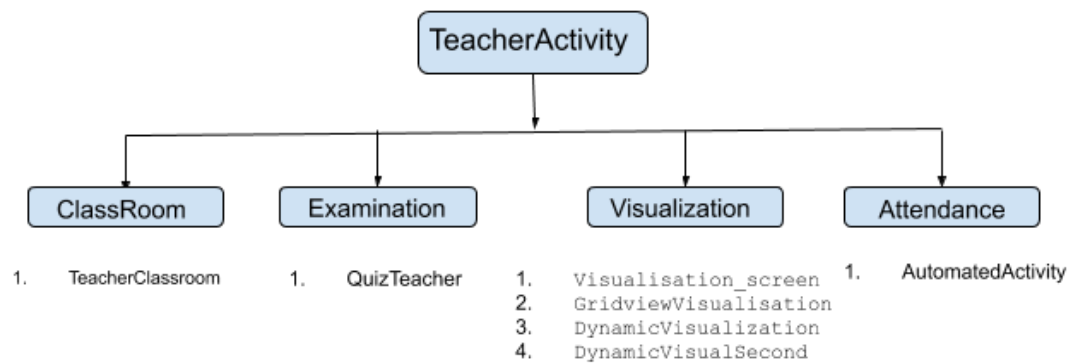 TeacherActivity
ClassRoom
Examination
Visualization
Attendance
1. TeacherClassroom
1. QuizTeacher
1. Visualisation_screen
2. GridviewVisualisation
3. DynamicVisualization
4. DynamicVisualSecond
1. AutomatedActivity